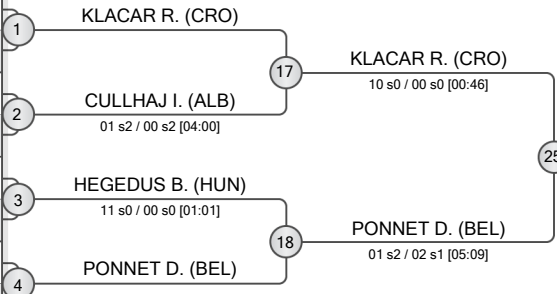 KLACAR R. (CRO)
1
17
KLACAR R. (CRO)
10 s0 / 00 s0 [00:46]
CULLHAJ I. (ALB)
2
01 s2 / 00 s2 [04:00]
25
HEGEDUS B. (HUN)
3
11 s0 / 00 s0 [01:01]
18
PONNET D. (BEL)
01 s2 / 02 s1 [05:09]
PONNET D. (BEL)
4